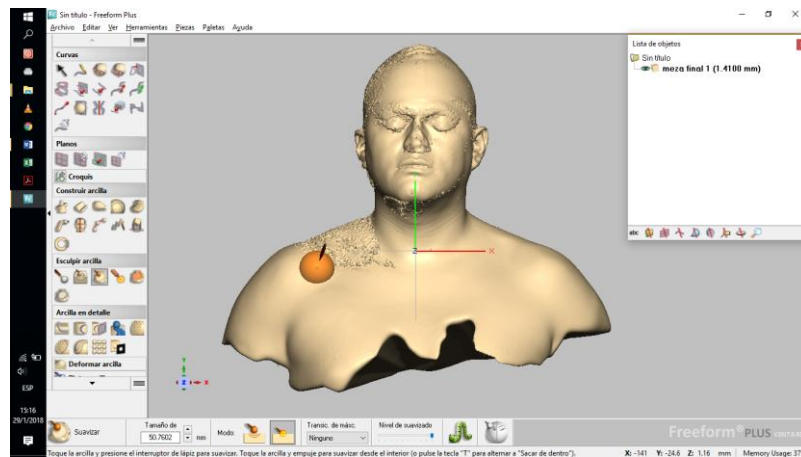 Sin título - Freeform Plus
Archivo Editar Ver Herramientas Piezas Paletas Ayuda
Curvas
Planos
Croquis
Construir arcilla
Esculpir arcilla
Arcilla en detalle
Deformar arcilla
Lista de objetos
Sin título
meza final 1 (1.4100 mm)
abc
X
Z
Y
Z X
ESP
15:16
29/1/2018
Suavizar
Tamaño de
50.7602 mm
Modo:
Transic. de másc.
Ninguno
Nivel de suavizado
Freeform® PLUS
Toque la arcilla y presione el interruptor de lápiz para suavizar. Toque la arcilla y empuje para suavizar desde el interior (o pulse la tecla "T" para alternar a "Sacar de dentro").
X: -141 Y: -24.6 Z: 1.16 mm Memory Usage: 37